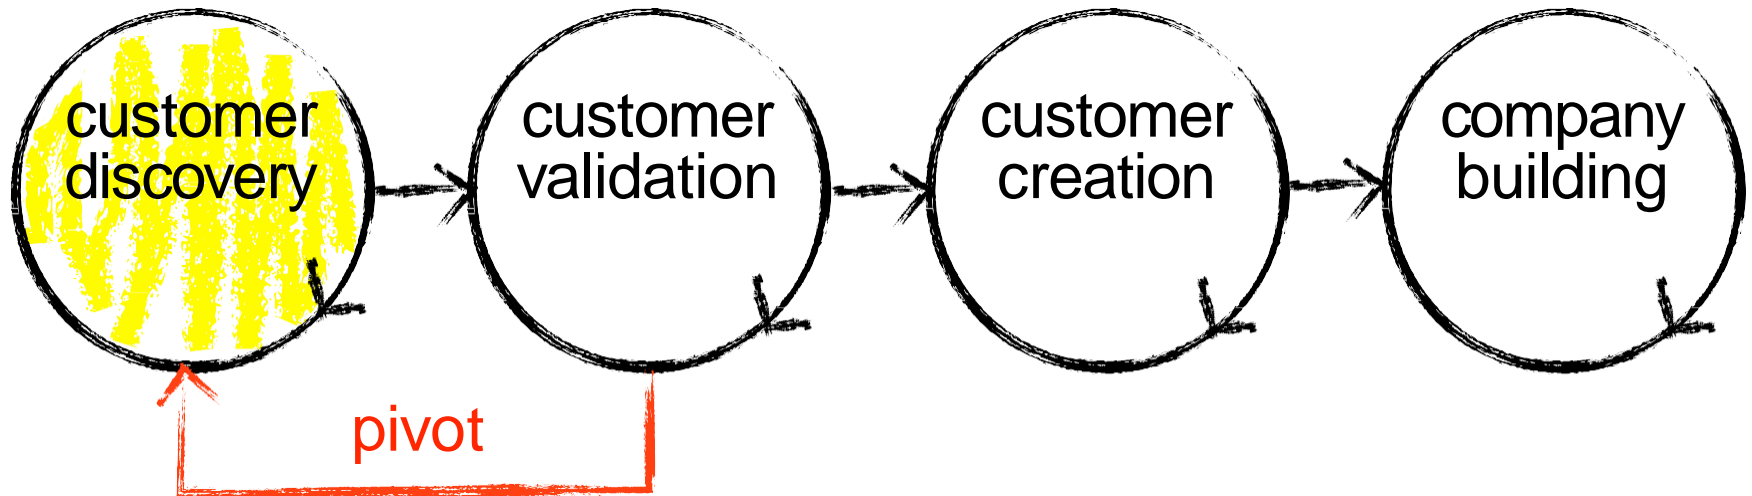 customer
discovery
customer
validation
customer
creation
company
building
pivot